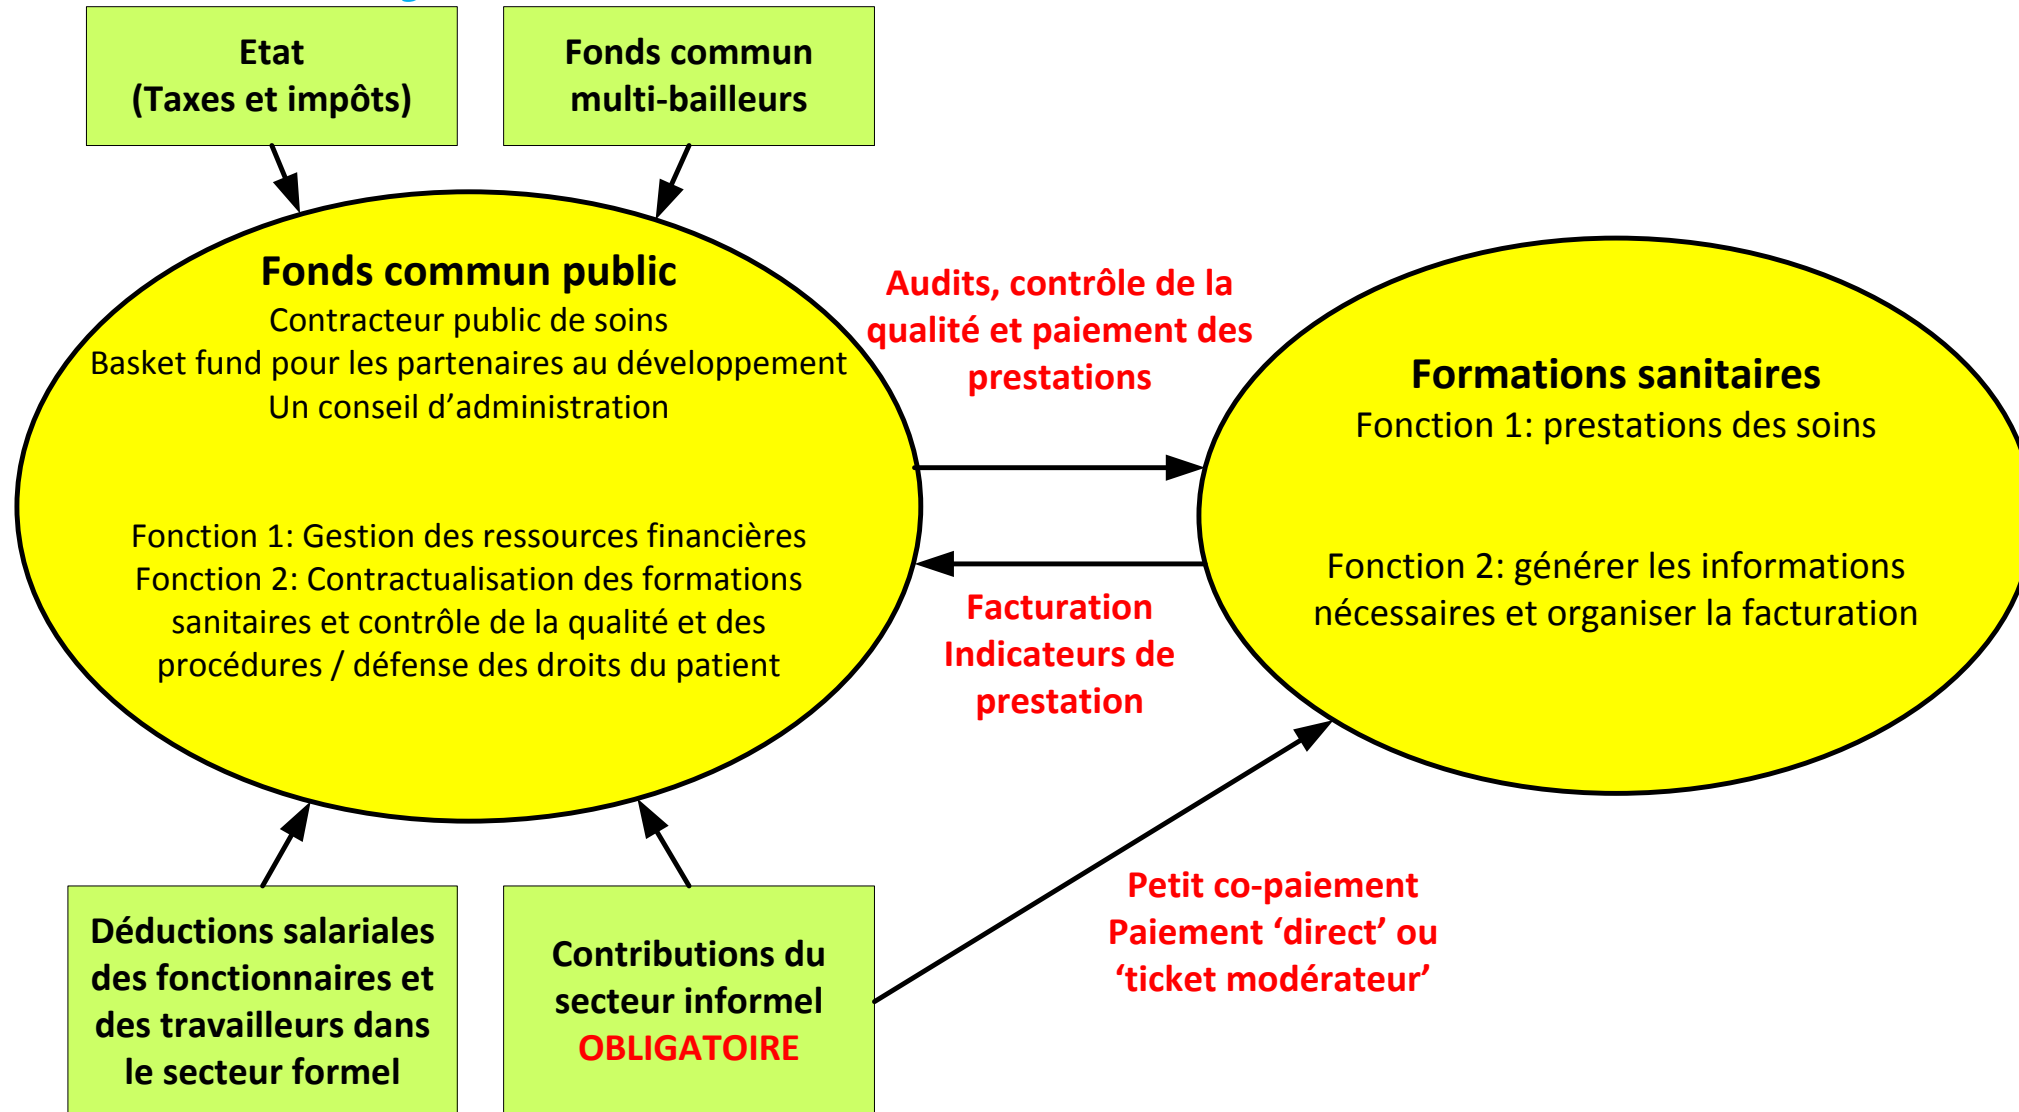 Etat
(Taxes et impôts)
Fonds commun
multi-bailleurs
Fonds commun public
Contracteur public de soins
Basket fund pour les partenaires au développement
Un conseil d’administration
Fonction 1: Gestion des ressources financières
Fonction 2: Contractualisation des formations
sanitaires et contrôle de la qualité et des
procédures / défense des droits du patient
Audits, contrôle de la
qualité et paiement des
prestations
Facturation
Indicateurs de
prestation
Formations sanitaires
Fonction 1: prestations des soins
Fonction 2: générer les informations
nécessaires et organiser la facturation
Déductions salariales
des fonctionnaires et
des travailleurs dans
le secteur formel
Contributions du
secteur informel
OBLIGATOIRE
Petit co-paiement
Paiement ‘direct’ ou
‘ticket modérateur’